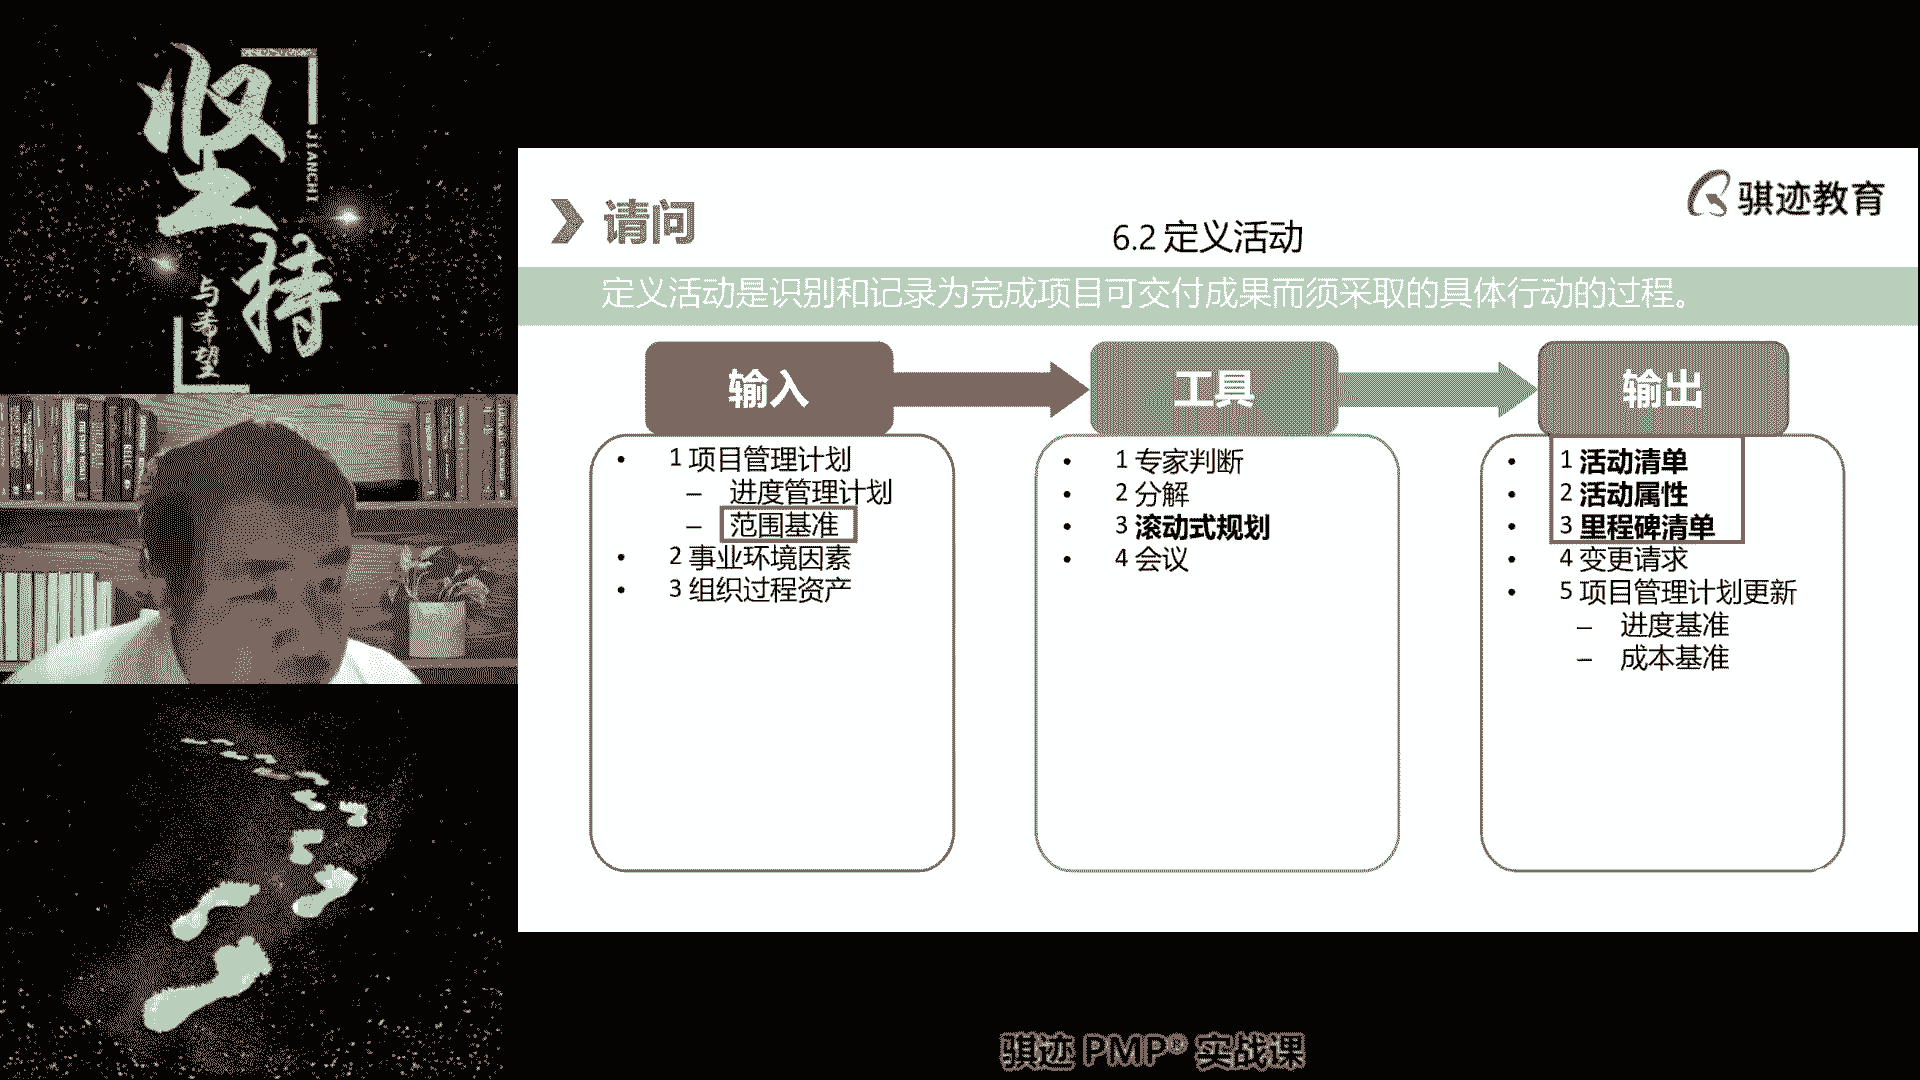 坚持
JIANCHI
与希望
请问
骐迹教育
6.2 定义活动
定义活动是识别和记录为完成项目可交付成果而须采取的具体行动的过程。
输入
• 1 项目管理计划
– 进度管理计划
– 范围基准
• 2 事业环境因素
• 3 组织过程资产
工具
• 1 专家判断
• 2 分解
• 3 滚动式规划
• 4 会议
输出
• 1 活动清单
• 2 活动属性
• 3 里程碑清单
• 4 变更请求
• 5 项目管理计划更新
– 进度基准
– 成本基准
骐迹 PMP® 实战课